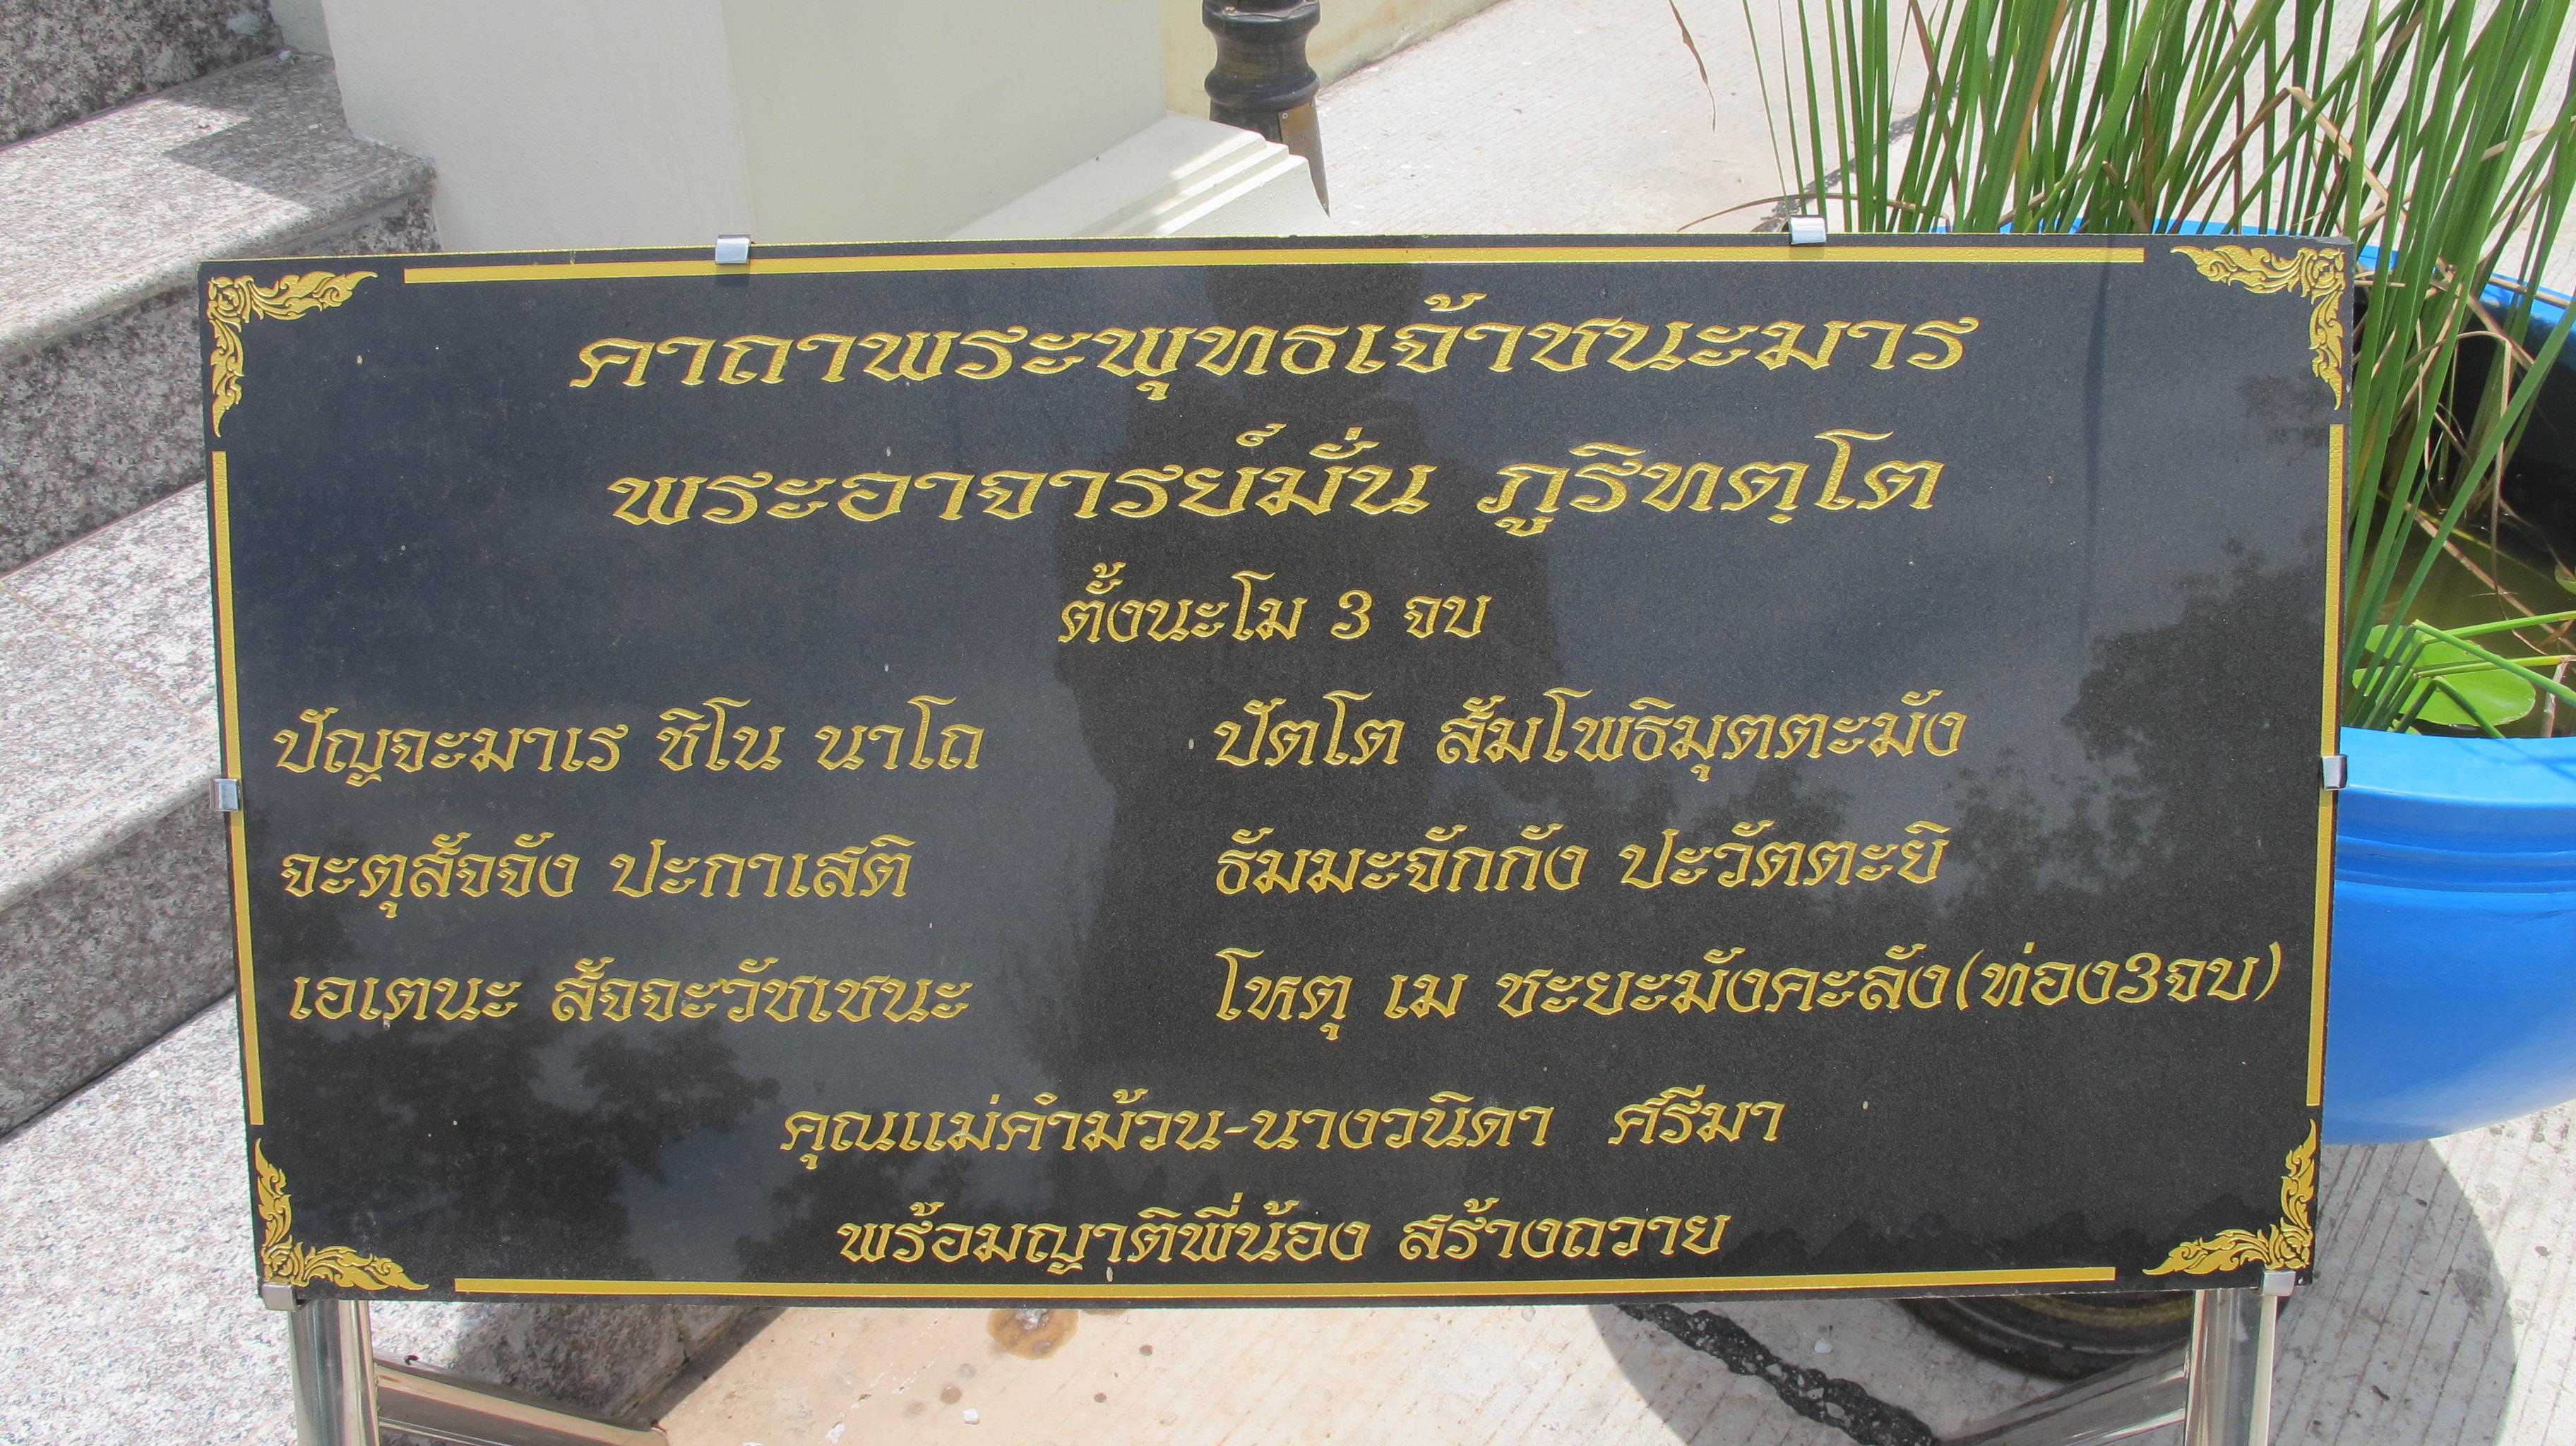 คาถาพระพุทธเจ้าชนะมาร
พระอาจารย์มั่น ภูริทตฺโต
ตั้งนะโม 3 จบ
ปัญจะมาเร ชิโน นาโถ ปัตโต สัมโพธิมุตตะมัง
จะตุสัจจัง ปะกาเสติ ธัมมะจักกัง ปะวัตตะยิ
เอเตนะ สัจจะวัชเชนะ โหตุ เม ชะยะมังคะลัง(ท่อง3จบ)
คุณแม่คำม้วน-นางวนิดา ศรีมา
พร้อมญาติพี่น้อง สร้างถวาย